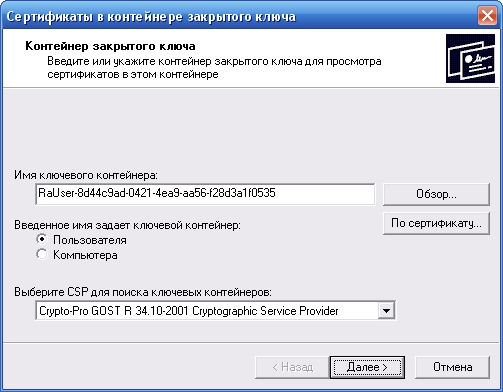 Сертификаты в контейнере закрытого ключа
Контейнер закрытого ключа
Введите или укажите контейнер закрытого ключа для просмотра
сертификатов в этом контейнере
Имя ключевого контейнера:
RaUser-8d44c9ad-0421-4ea9-aa56-f28d3a1f0535
Обзор...
По сертификату...
Введенное имя задает ключевой контейнер:
Пользователя
Компьютера
Выберите CSP для поиска ключевых контейнеров:
Crypto-Pro GOST R 34.10-2001 Cryptographic Service Provider
< Назад
Далее >
Отмена